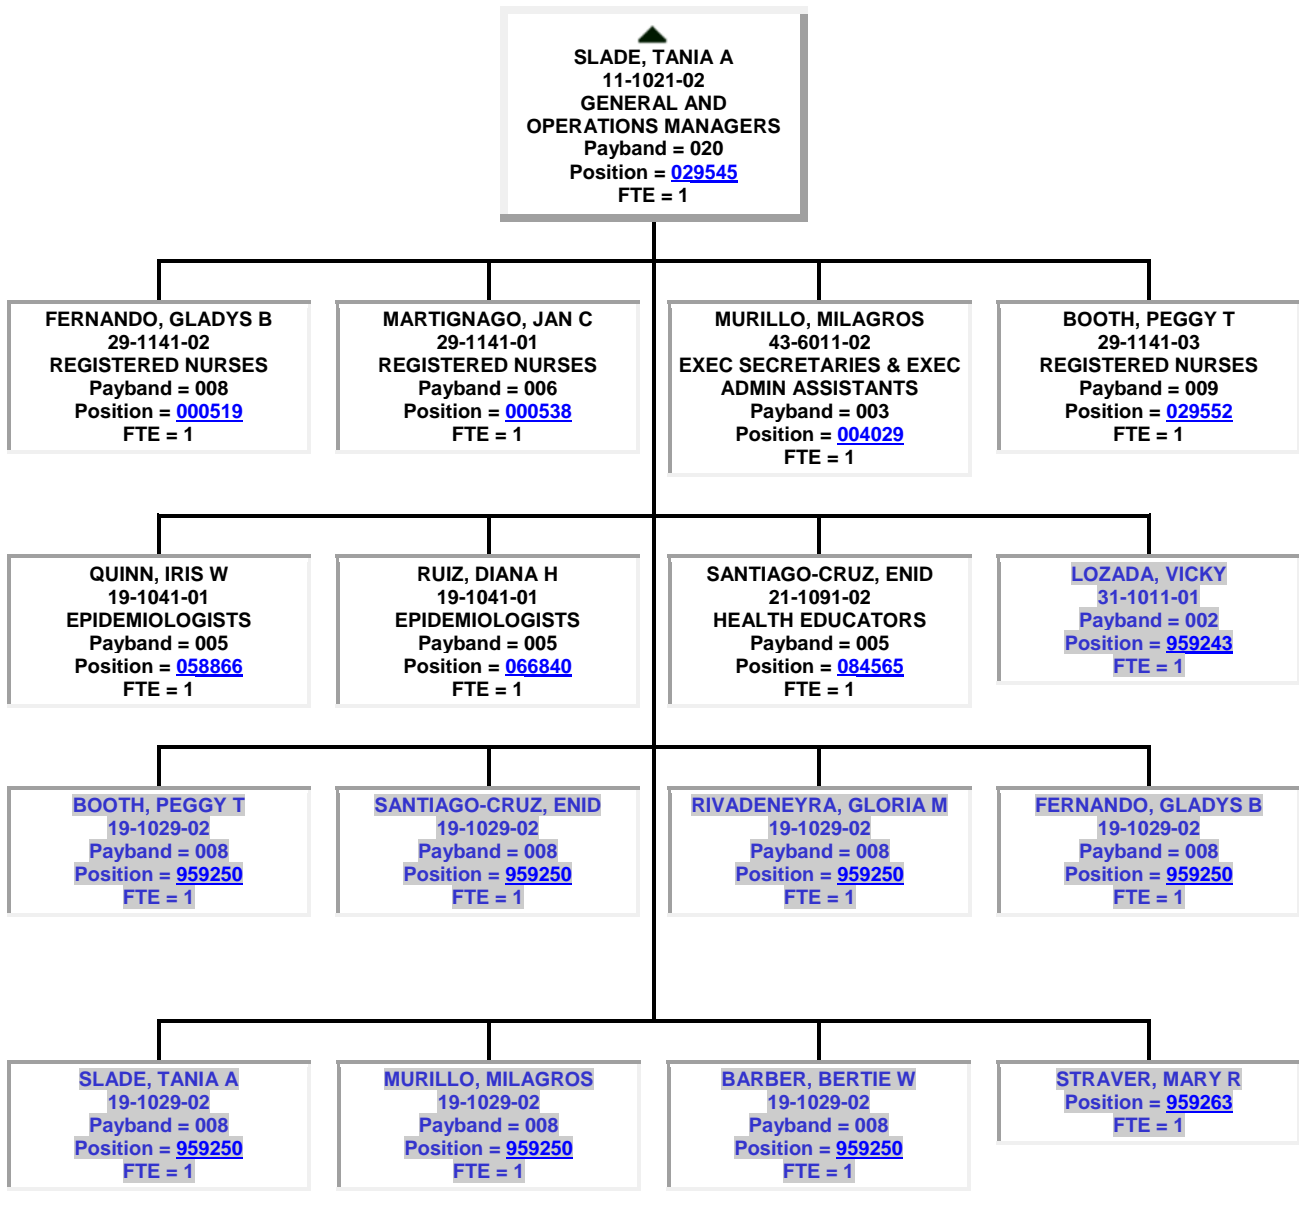 SLADE, TANIA A
11-1021-02
GENERAL AND
OPERATIONS MANAGERS
Payband = 020
Position = 029545
FTE = 1
FERNANDO, GLADYS B
29-1141-02
REGISTERED NURSES
Payband = 008
Position = 000519
FTE = 1
MARTIGNAGO, JAN C
29-1141-01
REGISTERED NURSES
Payband = 006
Position = 000538
FTE = 1
MURILLO, MILAGROS
43-6011-02
EXEC SECRETARIES & EXEC
ADMIN ASSISTANTS
Payband = 003
Position = 004029
FTE = 1
BOOTH, PEGGY T
29-1141-03
REGISTERED NURSES
Payband = 009
Position = 029552
FTE = 1
QUINN, IRIS W
19-1041-01
EPIDEMIOLOGISTS
Payband = 005
Position = 058866
FTE = 1
RUIZ, DIANA H
19-1041-01
EPIDEMIOLOGISTS
Payband = 005
Position = 066840
FTE = 1
SANTIAGO-CRUZ, ENID
21-1091-02
HEALTH EDUCATORS
Payband = 005
Position = 084565
FTE = 1
LOZADA, VICKY
31-1011-01
Payband = 002
Position = 959243
FTE = 1
BOOTH, PEGGY T
19-1029-02
Payband = 008
Position = 959250
FTE = 1
SANTIAGO-CRUZ, ENID
19-1029-02
Payband = 008
Position = 959250
FTE = 1
RIVADENEYRA, GLORIA M
19-1029-02
Payband = 008
Position = 959250
FTE = 1
FERNANDO, GLADYS B
19-1029-02
Payband = 008
Position = 959250
FTE = 1
SLADE, TANIA A
19-1029-02
Payband = 008
Position = 959250
FTE = 1
MURILLO, MILAGROS
19-1029-02
Payband = 008
Position = 959250
FTE = 1
BARBER, BERTIE W
19-1029-02
Payband = 008
Position = 959250
FTE = 1
STRAVER, MARY R
Position = 959263
FTE = 1